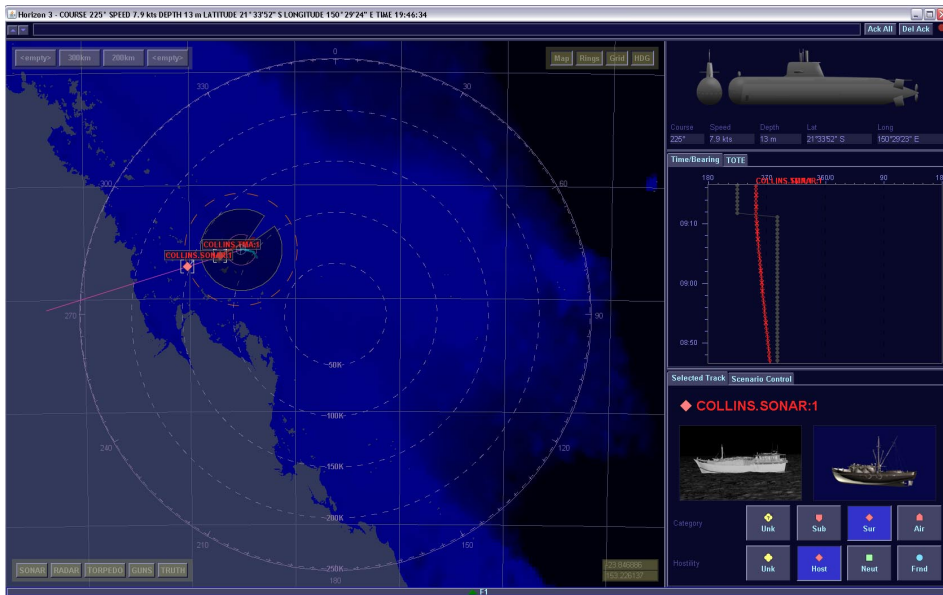 Horizon 3 - COURSE 225° SPEED 7.9 kts DEPTH 13 m LATITUDE 21°33'52" S LONGITUDE 150°29'24" E TIME 19:46:34
Ack All Del Ack
<empty> 300km 200km <empty>
Map Rings Grid HDG
0
30
60
90
120
150
180
210
240
270
300
330
COLLINS.TMA:1
COLLINS.SONAR:1
-50K-
-100K-
-150K-
-200K-
-250K-
SONAR RADAR TORPEDO GUNS TRUTH
-23.846886
153.226137
Course Speed Depth Lat Long
225° 7.9 kts 13 m 21°33'52" S 150°29'23" E
Time/Bearing TOTE
180 270 360/0 90
09:10
09:00
08:50
Selected Track Scenario Control
COLLINS.SONAR:1
Category
Unk Sub Sur Air
Hostility
Unk Host Neut Frnd
F1